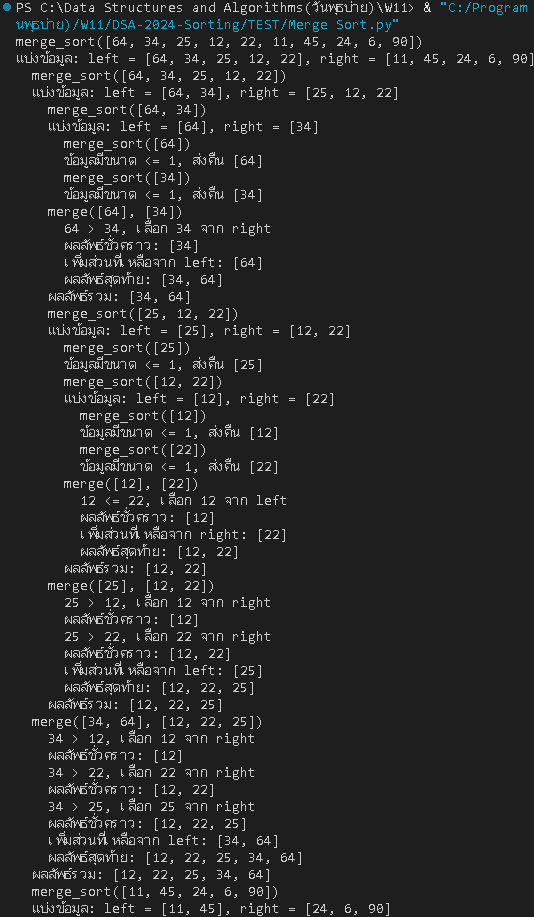 PS C:\Data Structures and Algorithms(วันพุธบ่าย)\W11> & "C:/Program
นพุธบ่าย)/W11/DSA-2024-Sorting/TEST/Merge Sort.py"
merge_sort([64, 34, 25, 12, 22, 11, 45, 24, 6, 90])
แบ่งข้อมูล: left = [64, 34, 25, 12, 22], right = [11, 45, 24, 6, 90]
merge_sort([64, 34, 25, 12, 22])
แบ่งข้อมูล: left = [64, 34], right = [25, 12, 22]
merge_sort([64, 34])
แบ่งข้อมูล: left = [64], right = [34]
merge_sort([64])
ข้อมูลมีขนาด <= 1, ส่งคืน [64]
merge_sort([34])
ข้อมูลมีขนาด <= 1, ส่งคืน [34]
merge([64], [34])
64 > 34, เลือก 34 จาก right
ผลลัพธ์ชั่วคราว: [34]
เพิ่มส่วนที่เหลือจาก left: [64]
ผลลัพธ์สุดท้าย: [34, 64]
ผลลัพธ์รวม: [34, 64]
merge_sort([25, 12, 22])
แบ่งข้อมูล: left = [25], right = [12, 22]
merge_sort([25])
ข้อมูลมีขนาด <= 1, ส่งคืน [25]
merge_sort([12, 22])
แบ่งข้อมูล: left = [12], right = [22]
merge_sort([12])
ข้อมูลมีขนาด <= 1, ส่งคืน [12]
merge_sort([22])
ข้อมูลมีขนาด <= 1, ส่งคืน [22]
merge([12], [22])
12 <= 22, เลือก 12 จาก left
ผลลัพธ์ชั่วคราว: [12]
เพิ่มส่วนที่เหลือจาก right: [22]
ผลลัพธ์สุดท้าย: [12, 22]
ผลลัพธ์รวม: [12, 22]
merge([25], [12, 22])
25 > 12, เลือก 12 จาก right
ผลลัพธ์ชั่วคราว: [12]
25 > 22, เลือก 22 จาก right
ผลลัพธ์ชั่วคราว: [12, 22]
เพิ่มส่วนที่เหลือจาก left: [25]
ผลลัพธ์สุดท้าย: [12, 22, 25]
ผลลัพธ์รวม: [12, 22, 25]
merge([34, 64], [12, 22, 25])
34 > 12, เลือก 12 จาก right
ผลลัพธ์ชั่วคราว: [12]
34 > 22, เลือก 22 จาก right
ผลลัพธ์ชั่วคราว: [12, 22]
34 > 25, เลือก 25 จาก right
ผลลัพธ์ชั่วคราว: [12, 22, 25]
เพิ่มส่วนที่เหลือจาก left: [34, 64]
ผลลัพธ์สุดท้าย: [12, 22, 25, 34, 64]
ผลลัพธ์รวม: [12, 22, 25, 34, 64]
merge_sort([11, 45, 24, 6, 90])
แบ่งข้อมูล: left = [11, 45], right = [24, 6, 90]